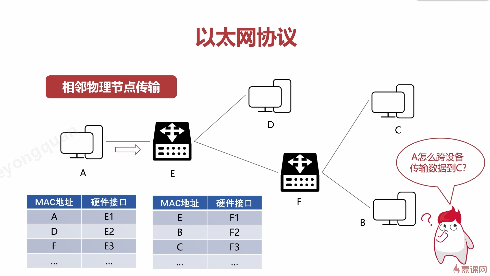 以太网协议
相邻物理节点传输
D
C
A
E
F
B
A怎么跨设备
传输数据到C?
MAC地址 硬件接口
A E1
D E2
F E3
... ...
MAC地址 硬件接口
E F1
B F2
C F3
... ...
?
慕课网